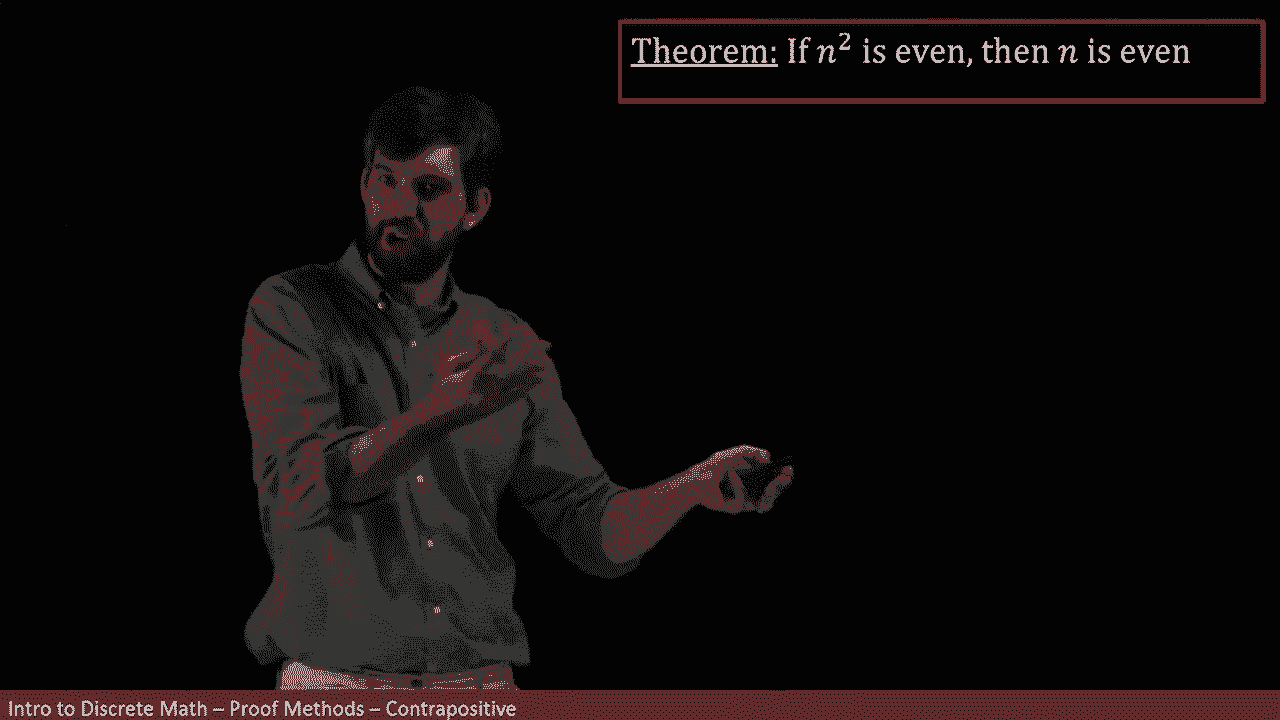 Theorem: If n² is even, then n is even
Intro to Discrete Math – Proof Methods – Contrapositive